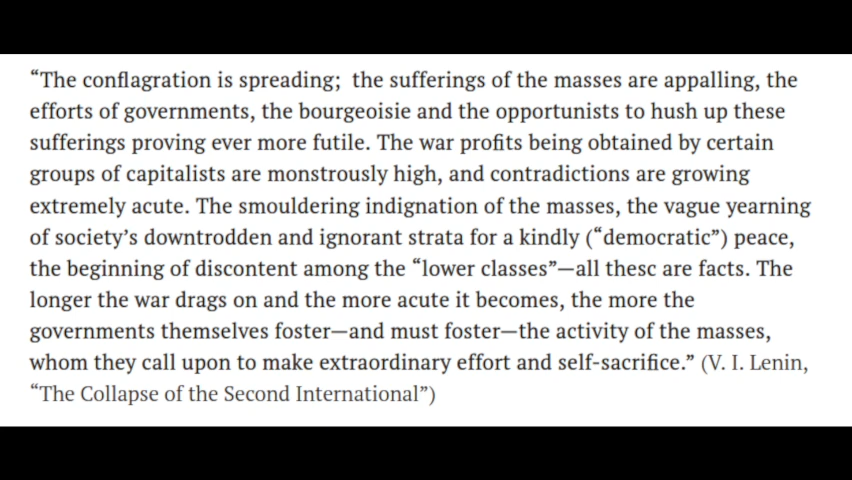 “The conflagration is spreading;  the sufferings of the masses are appalling, the
efforts of governments, the bourgeoisie and the opportunists to hush up these
sufferings proving ever more futile. The war profits being obtained by certain
groups of capitalists are monstrously high, and contradictions are growing
extremely acute. The smouldering indignation of the masses, the vague yearning
of society’s downtrodden and ignorant strata for a kindly (“democratic”) peace,
the beginning of discontent among the “lower classes”—all thesc are facts. The
longer the war drags on and the more acute it becomes, the more the
governments themselves foster—and must foster—the activity of the masses,
whom they call upon to make extraordinary effort and self-sacrifice.” (V. I. Lenin,
“The Collapse of the Second International”)